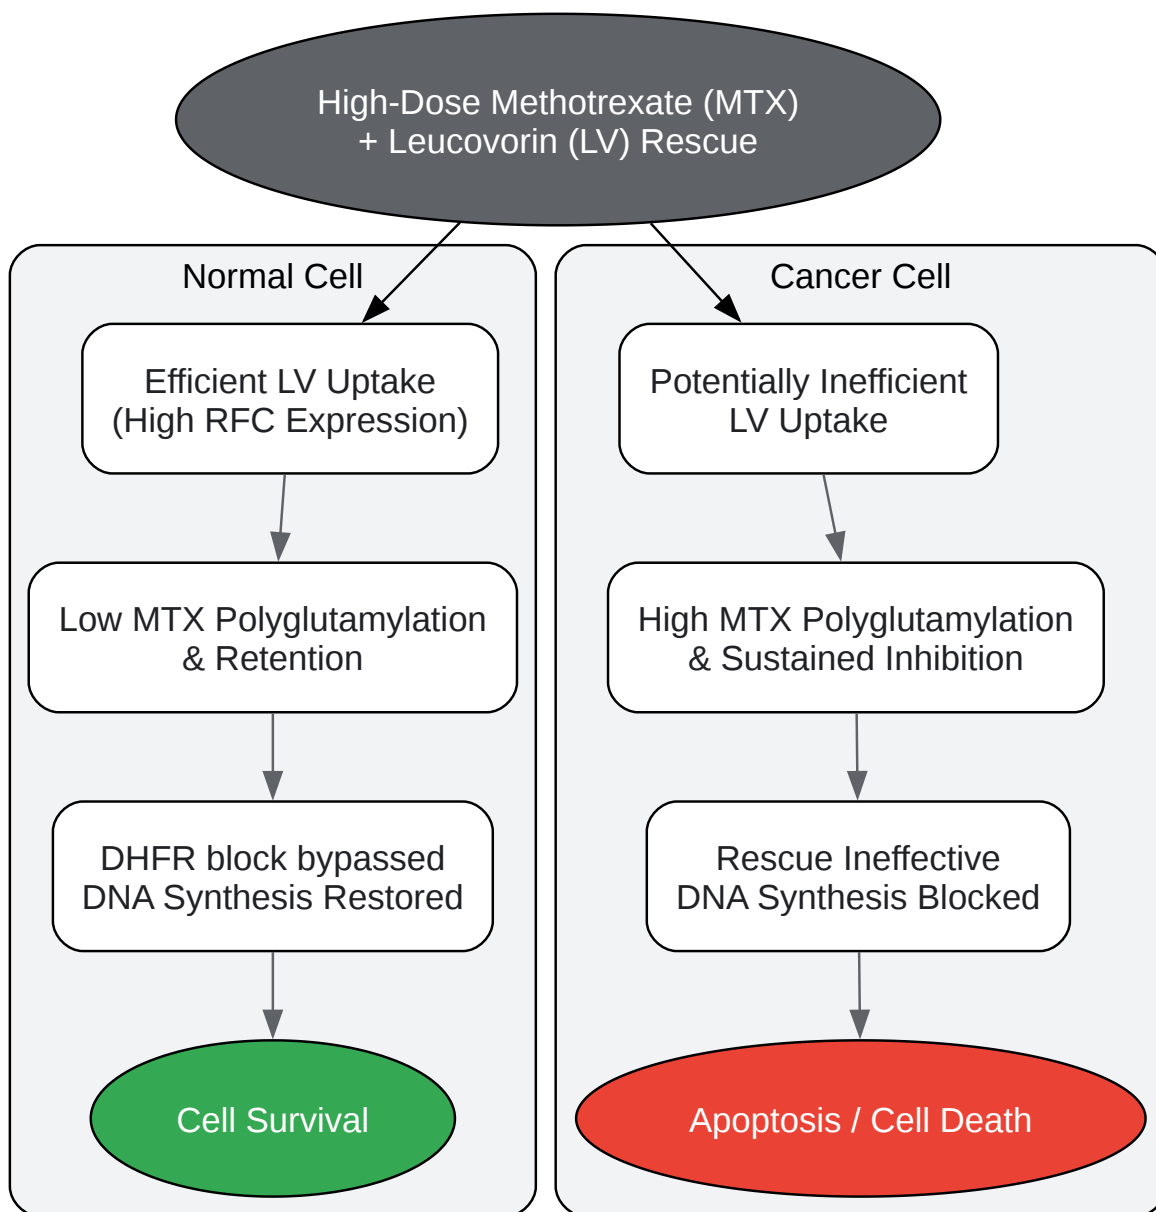 High-Dose Methotrexate (MTX)
+ Leucovorin (LV) Rescue
Normal Cell
Efficient LV Uptake
(High RFC Expression)
Low MTX Polyglutamylation
& Retention
DHFR block bypassed
DNA Synthesis Restored
Cell Survival
Cancer Cell
Potentially Inefficient
LV Uptake
High MTX Polyglutamylation
& Sustained Inhibition
Rescue Ineffective
DNA Synthesis Blocked
Apoptosis / Cell Death